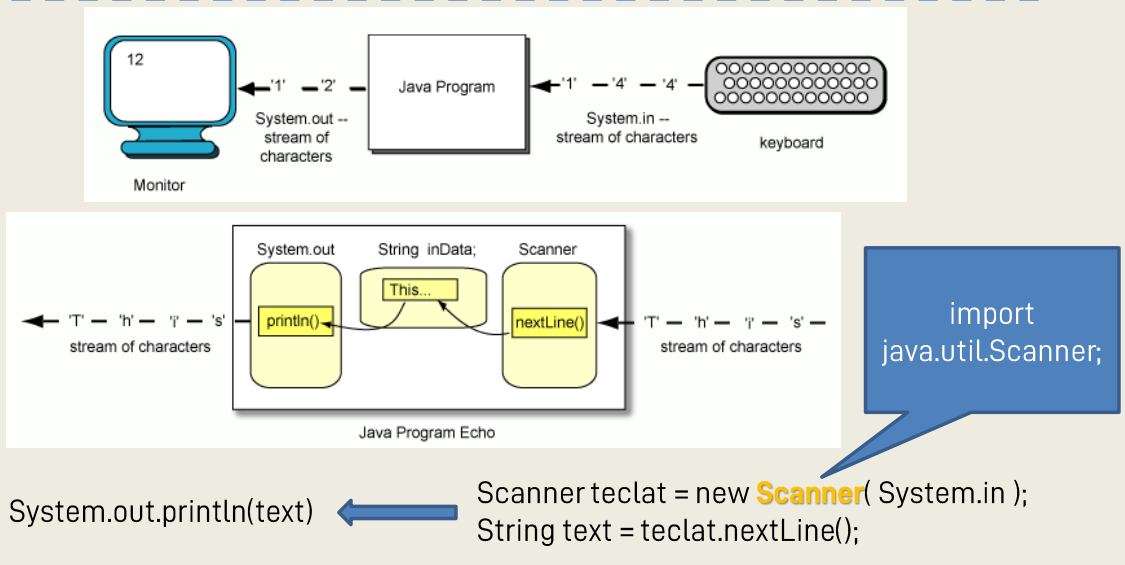 12
'1' '2'
Java Program
'1' '4' '4'
System.out --
stream of
characters
System.in --
stream of characters
keyboard
Monitor
System.out
String inData;
Scanner
This...
println()
nextLine()
'T' 'h' 'i' 's'
stream of characters
'T' 'h' 'i' 's'
stream of characters
Java Program Echo
import
java.util.Scanner;
System.out.println(text)
Scanner teclat = new Scanner( System.in );
String text = teclat.nextLine();